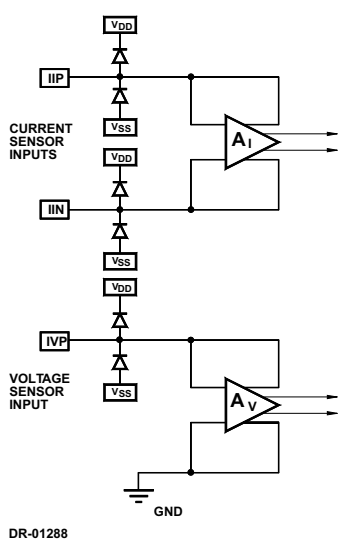 VDD
IIP
VSS
CURRENT
SENSOR
INPUTS
AI
VDD
IIN
VSS
VDD
IVP
VSS
VOLTAGE
SENSOR
INPUT
AV
GND
DR-01288